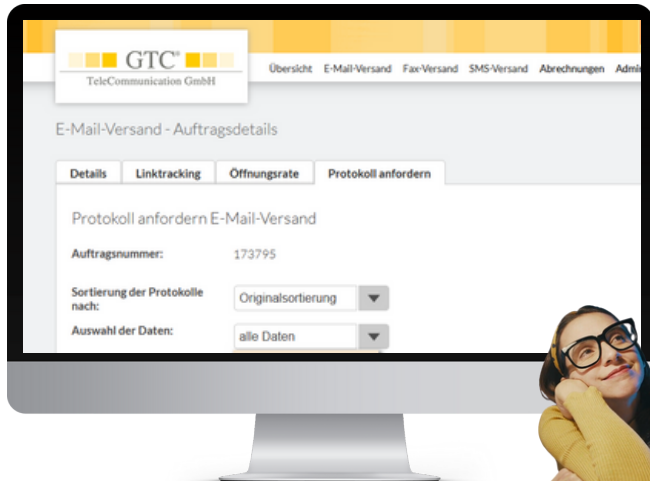 GTC®
TeleCommunication GmbH
Übersicht E-Mail-Versand Fax-Versand SMS-Versand Abrechnungen Admin
E-Mail-Versand - Auftragsdetails
Details Linktracking Öffnungsrate Protokoll anfordern
Protokoll anfordern E-Mail-Versand
Auftragsnummer: 173795
Sortierung der Protokolle
nach: Originalsortierung
Auswahl der Daten: alle Daten